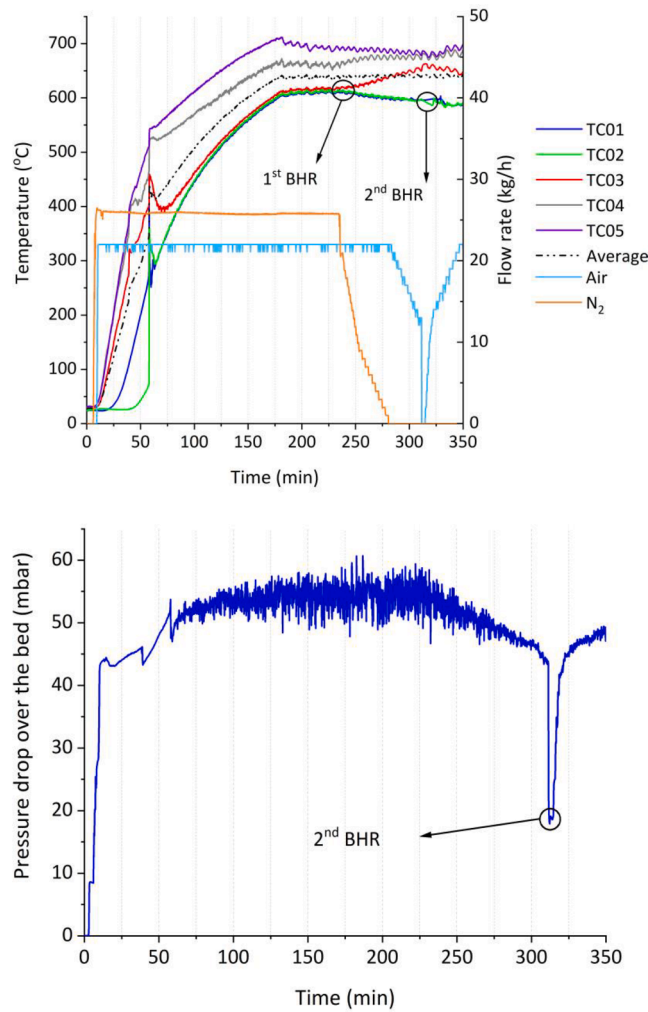 700
600
500
400
300
200
100
0
Temperature (°C)
50
40
30
20
10
0
Flow rate (kg/h)
1st BHR
2nd BHR
TC01
TC02
TC03
TC04
TC05
Average
Air
N2
0 50 100 150 200 250 300 350
Time (min)
60
50
40
30
20
10
0
Pressure drop over the bed (mbar)
2nd BHR
0 50 100 150 200 250 300 350
Time (min)